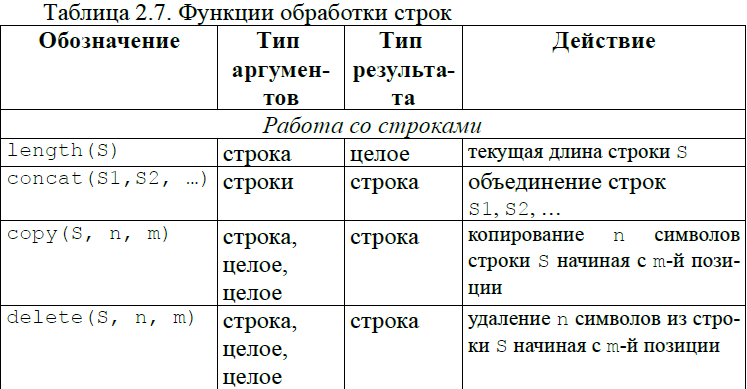 Таблица 2.7. Функции обработки строк
Обозначение Тип аргумен- тов Тип результа- та Действие
Работа со строками
length(S) строка целое текущая длина строки S
concat(S1,S2, …) строки строка объединение строк
S1, S2, …
copy(S, n, m) строка, строка копирование n символов
целое, строки S начиная с m-й пози-
целое ции
delete(S, n, m) строка, строка удаление n символов из стро-
целое, ки S начиная с m-й позиции
целое